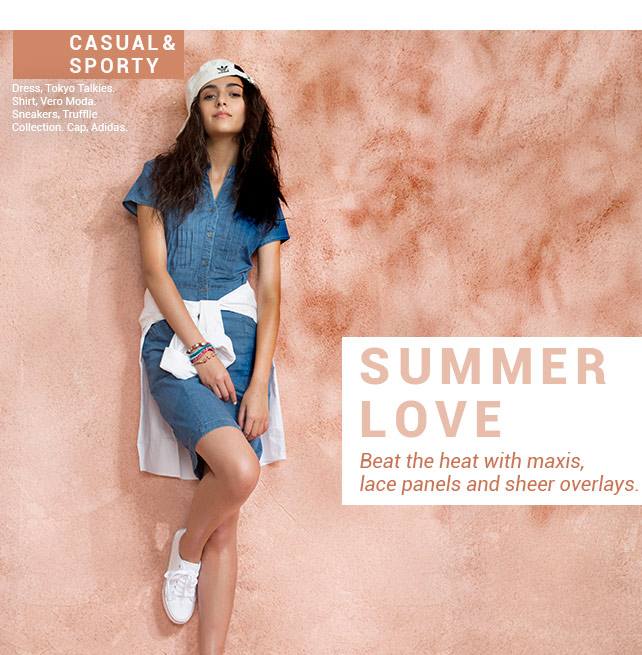 CASUAL &
SPORTY
Dress, Tokyo Talkies.
Shirt, Vero Moda.
Sneakers, Truffile
Collection. Cap, Adidas.
SUMMER
LOVE
Beat the heat with maxis,
lace panels and sheer overlays.